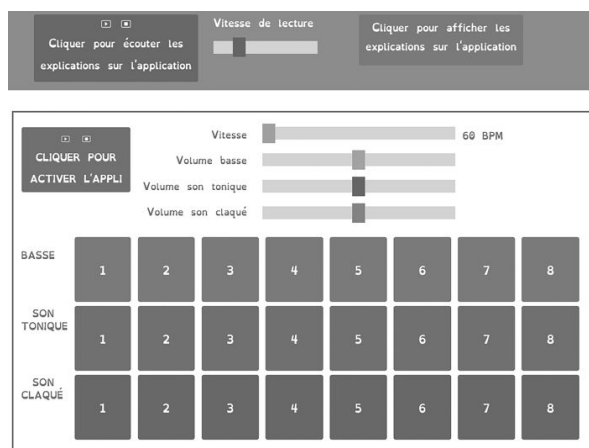 Cliquer pour écouter les
explications sur l'application
Vitesse de lecture
Cliquer pour afficher les
explications sur l'application
CLIQUER POUR
ACTIVER L'APPLI
Vitesse
60 BPM
Volume basse
Volume son tonique
Volume son claqué
BASSE
1 2 3 4 5 6 7 8
SON
TONIQUE
1 2 3 4 5 6 7 8
SON
CLAQUÉ
1 2 3 4 5 6 7 8